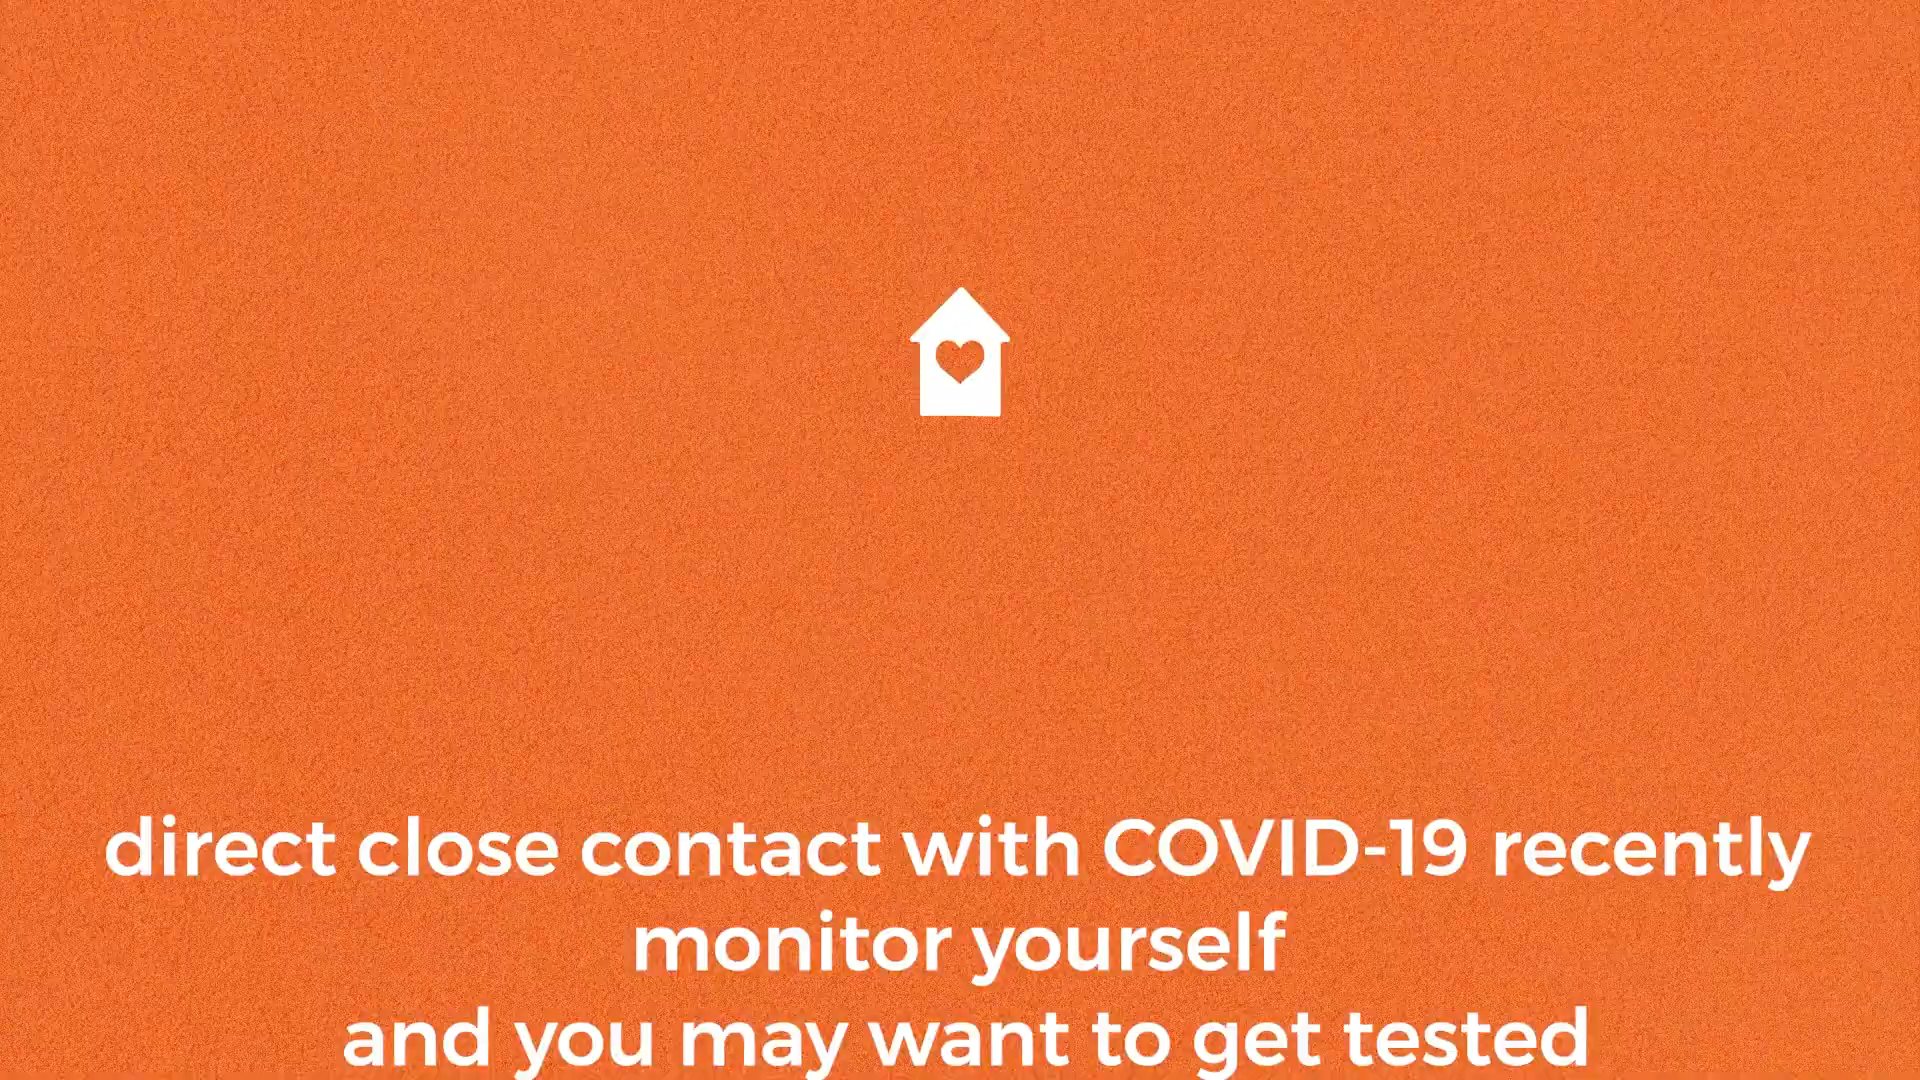 direct close contact with COVID-19 recently
monitor yourself
and you may want to get tested